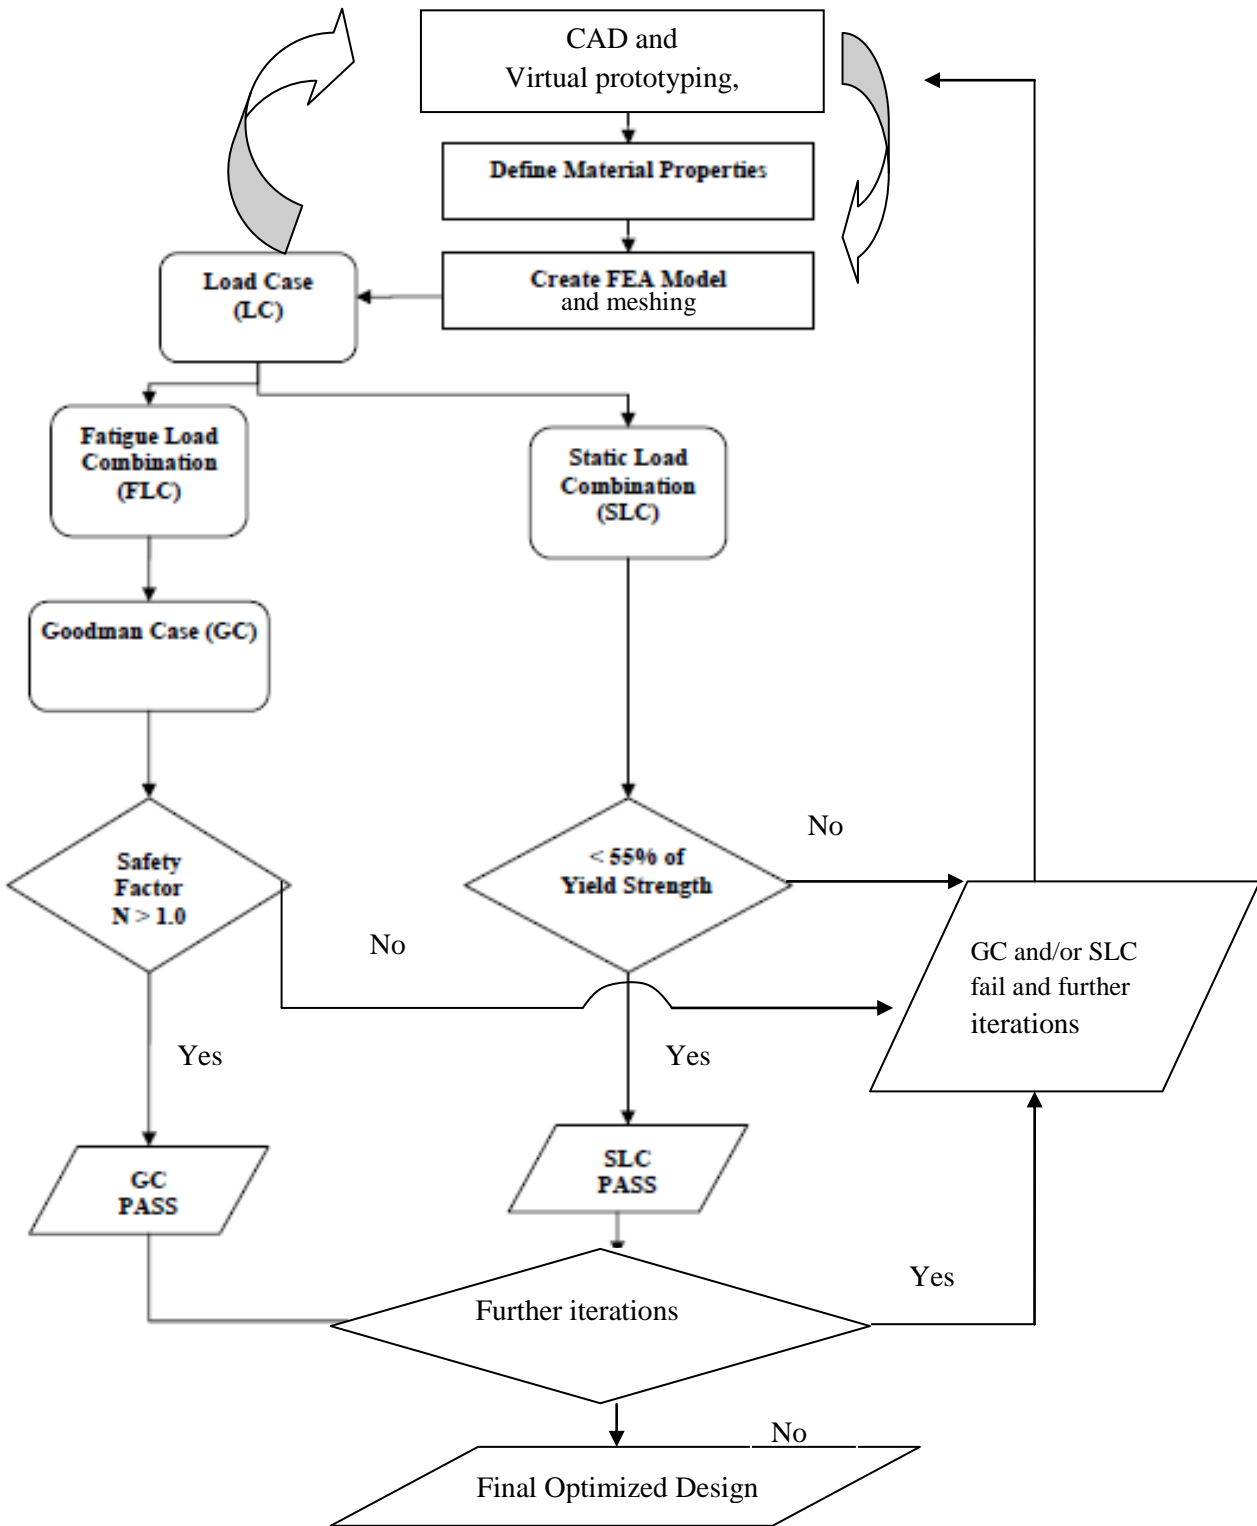 CAD and
Virtual prototyping,
Define Material Properties
Create FEA Model
and meshing
Load Case
(LC)
Fatigue Load
Combination
(FLC)
Static Load
Combination
(SLC)
Goodman Case (GC)
Safety
Factor
N > 1.0
< 55% of
Yield Strength
No
No
GC and/or SLC
fail and further
iterations
Yes
Yes
GC
PASS
SLC
PASS
Further iterations
Yes
No
Final Optimized Design